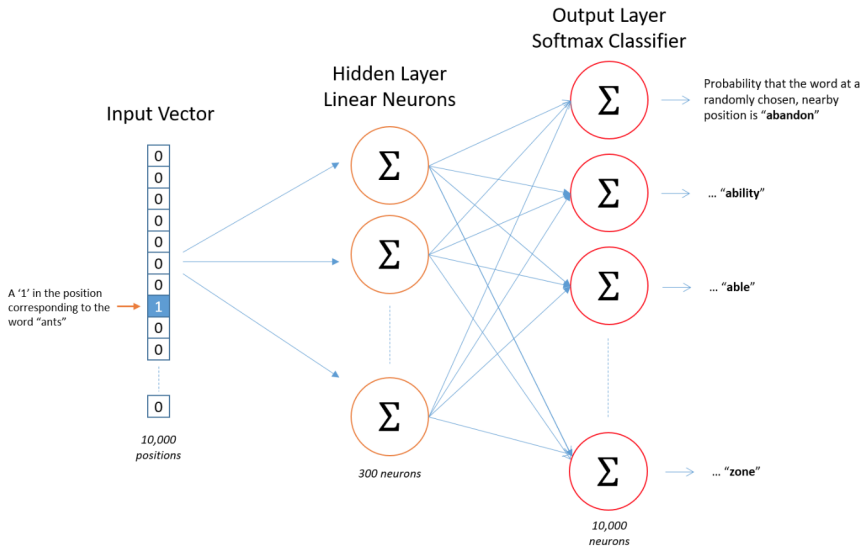 Output Layer
Softmax Classifier
Hidden Layer
Linear Neurons
Input Vector
0
0
0
0
0
0
0
1
0
0
0
A ‘1’ in the position
corresponding to the
word “ants”
10,000
positions
Σ
Σ
Σ
300 neurons
Σ
Probability that the word at a
randomly chosen, nearby
position is “abandon”
Σ
… “ability”
Σ
… “able”
Σ
… “zone”
10,000
neurons